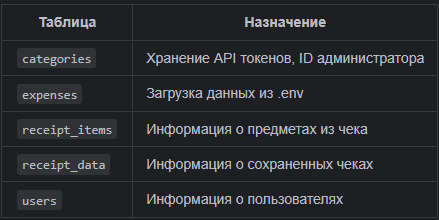 Таблица Назначение
categories Хранение API токенов, ID администратора
expenses Загрузка данных из .env
receipt_items Информация о предметах из чека
receipt_data Информация о сохраненных чеках
users Информация о пользователях